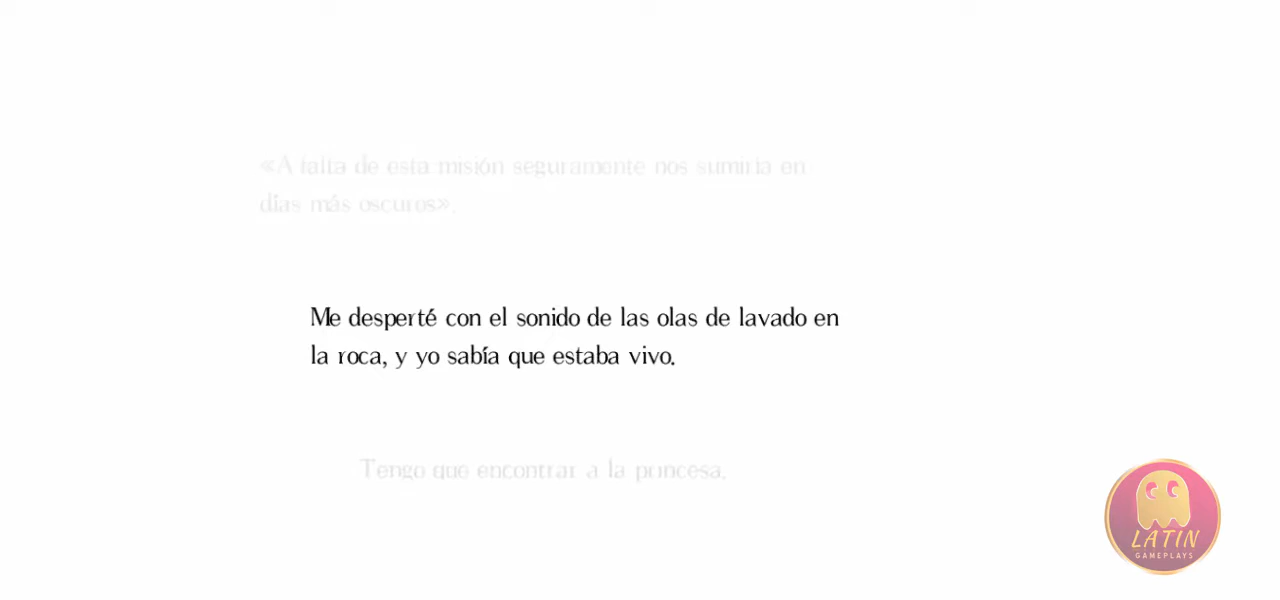 «A falta de esta misión seguramente nos sumiría en
días más oscuros».
Me desperté con el sonido de las olas de lavado en
la roca, y yo sabía que estaba vivo.
Tengo que encontrar a la princesa.
LATIN
GAMEPLAYS